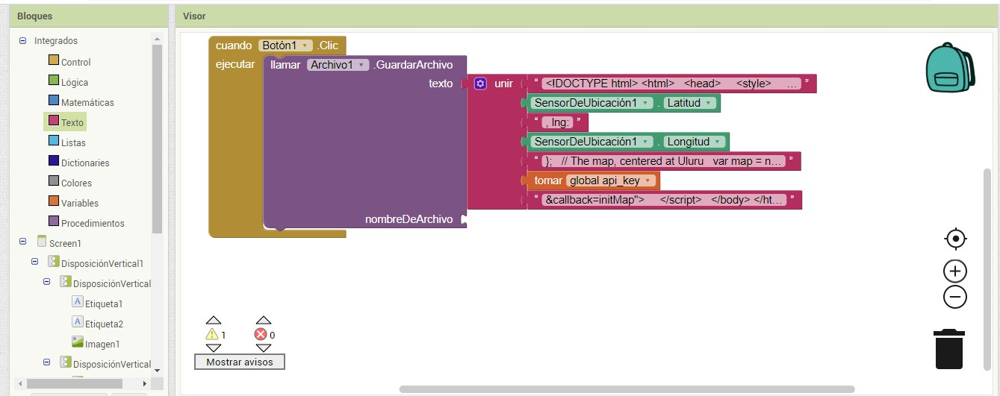 Bloques
Integrados
Control
Lógica
Matemáticas
Texto
Listas
Dictionaries
Colores
Variables
Procedimientos
Screen1
DisposiciónVertical1
DisposiciónVertical
A Etiqueta1
A Etiqueta2
Imagen1
DisposiciónVertical
Visor
cuando Botón1 .Clic
ejecutar llamar Archivo1 .GuardarArchivo
texto unir “ <!DOCTYPE html> <html> <head> <style> ... ”
SensorDeUbicación1 . Latitud
“ , lng: ”
SensorDeUbicación1 . Longitud
“ }; // The map, centered at Uluru var map = n... ”
tomar global api_key
“ &callback=initMap"> </script> </body> </ht... ”
nombreDeArchivo
1 0
Mostrar avisos